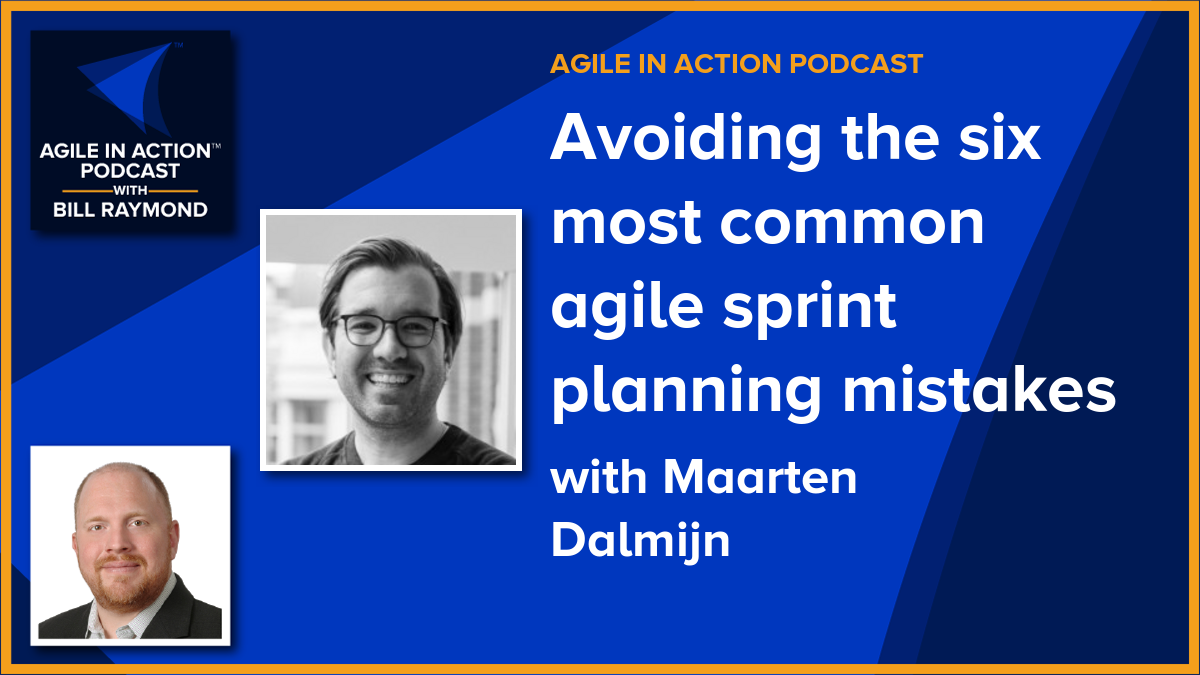 AGILE IN ACTION™
PODCAST
WITH
BILL RAYMOND
TM
AGILE IN ACTION PODCAST
Avoiding the six
most common
agile sprint
planning mistakes
with Maarten
Dalmijn